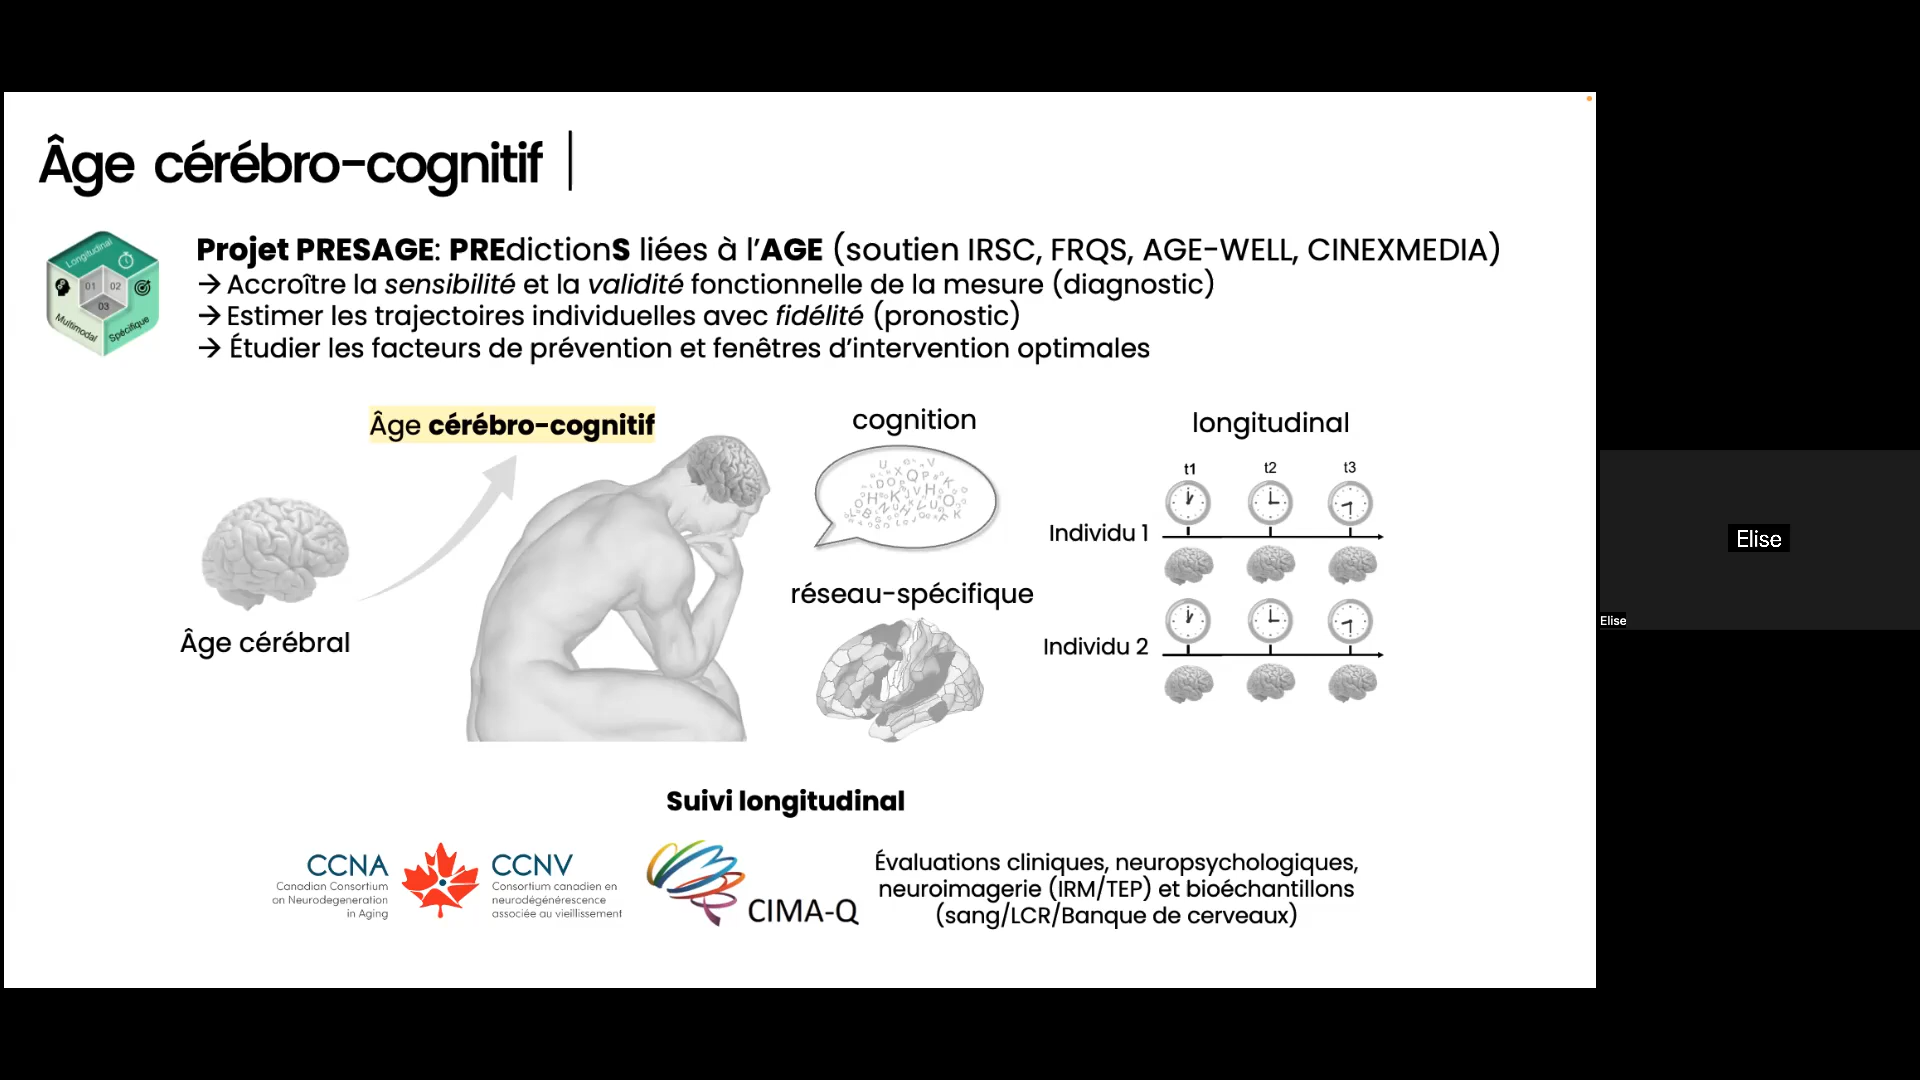 Âge cérébro-cognitif |
Longitudinal
01 02
03
Multimodal
Spécifique
Projet PRESAGE: PREdictionS liées à l'AGE (soutien IRSC, FRQS, AGE-WELL, CINEXMEDIA)
→ Accroître la sensibilité et la validité fonctionnelle de la mesure (diagnostic)
→ Estimer les trajectoires individuelles avec fidélité (pronostic)
→ Étudier les facteurs de prévention et fenêtres d'intervention optimales
Âge cérébro-cognitif
Âge cérébral
cognition
réseau-spécifique
longitudinal
t1 t2 t3
Individu 1
Individu 2
Suivi longitudinal
CCNA
Canadian Consortium
on Neurodegeneration
in Aging
CCNV
Consortium canadien en
neurodégénérescence
associée au vieillissement
CIMA-Q
Évaluations cliniques, neuropsychologiques,
neuroimagerie (IRM/TEP) et bioéchantillons
(sang/LCR/Banque de cerveaux)
Elise
Elise